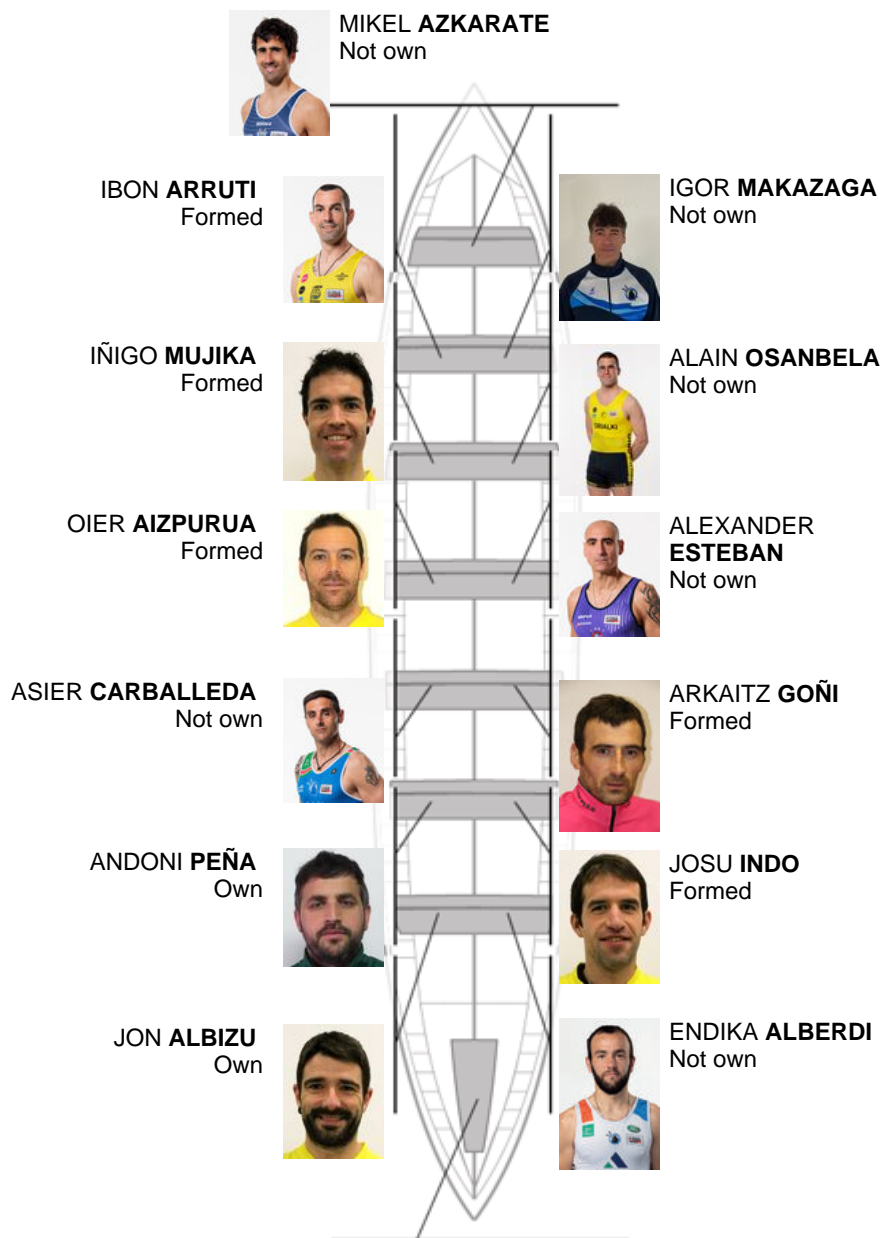 MIKEL AZKARATE
Not own
IBON ARRUTI
Formed
IGOR MAKAZAGA
Not own
IÑIGO MUJIKA
Formed
ALAIN OSANBELA
Not own
OIER AIZPURUA
Formed
ALEXANDER
ESTEBAN
Not own
ASIER CARBALLEDA
Not own
ARKAITZ GOÑI
Formed
ANDONI PEÑA
Own
JOSU INDO
Formed
JON ALBIZU
Own
ENDIKA ALBERDI
Not own